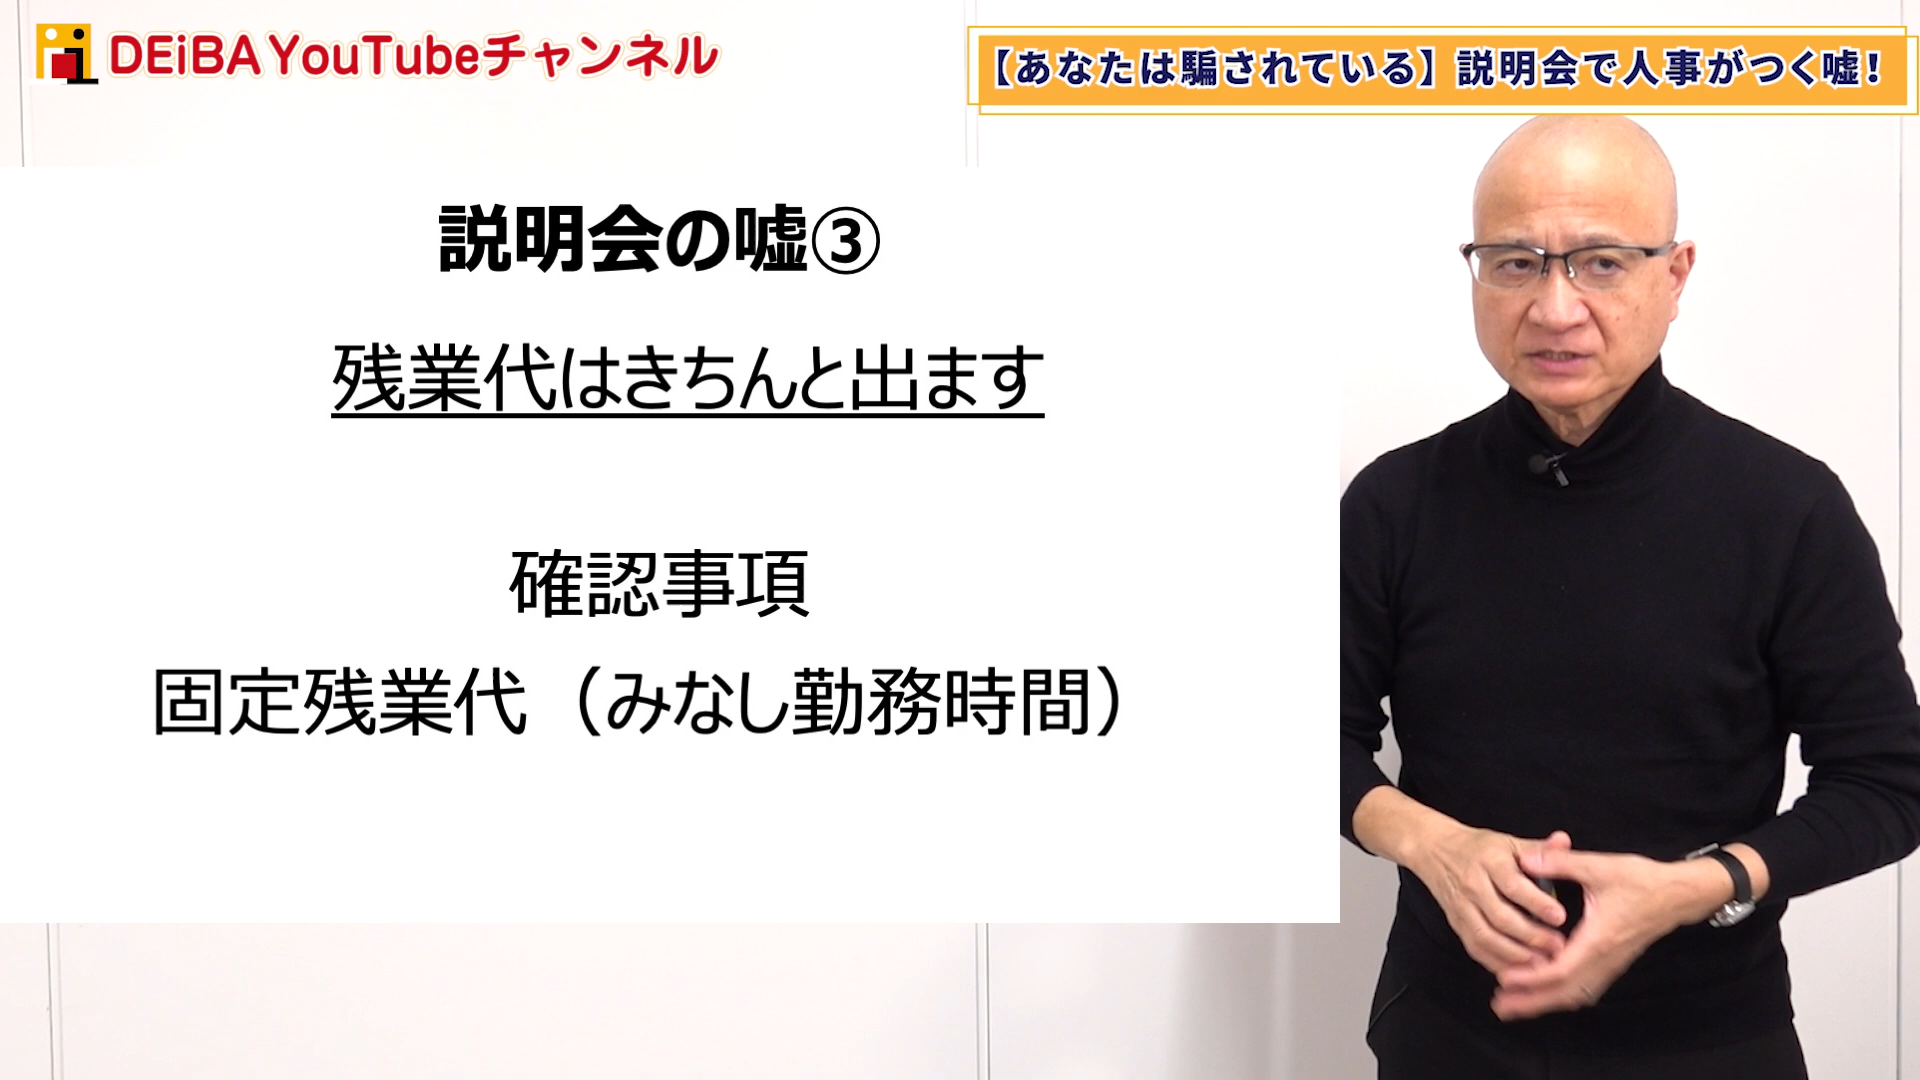 DEiBA YouTubeチャンネル
【あなたは騙されている】説明会で人事がつく嘘！
説明会の嘘③
残業代はきちんと出ます
確認事項
固定残業代（みなし勤務時間）